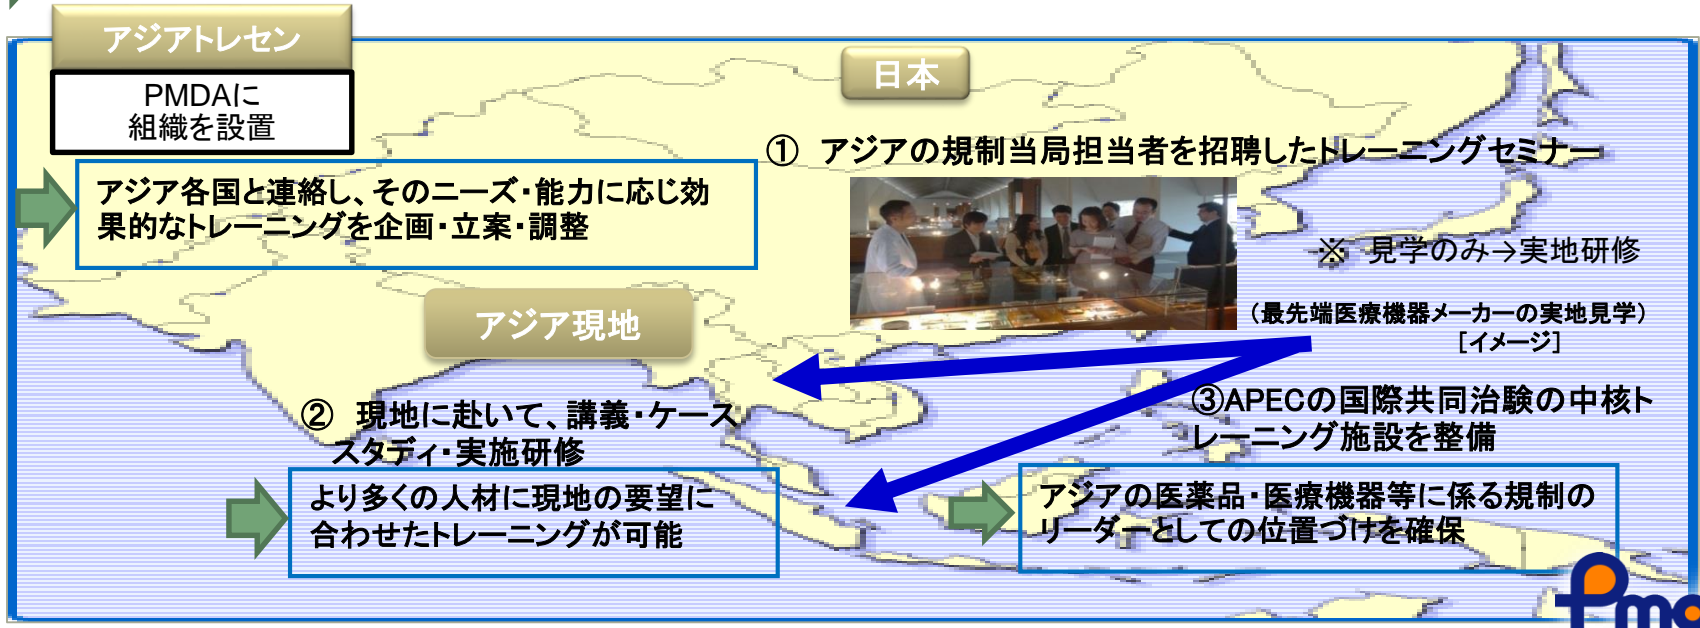 アジアトレセン
PMDAに
組織を設置
アジア各国と連絡し、そのニーズ・能力に応じ効
果的なトレーニングを企画・立案・調整
日本
① アジアの規制当局担当者を招聘したトレーニングセミナー
※ 見学のみ→実地研修
（最先端医療機器メーカーの実地見学）
［イメージ］
アジア現地
② 現地に赴いて、講義・ケース
スタディ・実施研修
より多くの人材に現地の要望に
合わせたトレーニングが可能
③APECの国際共同治験の中核ト
レーニング施設を整備
アジアの医薬品・医療機器等に係る規制の
リーダーとしての位置づけを確保